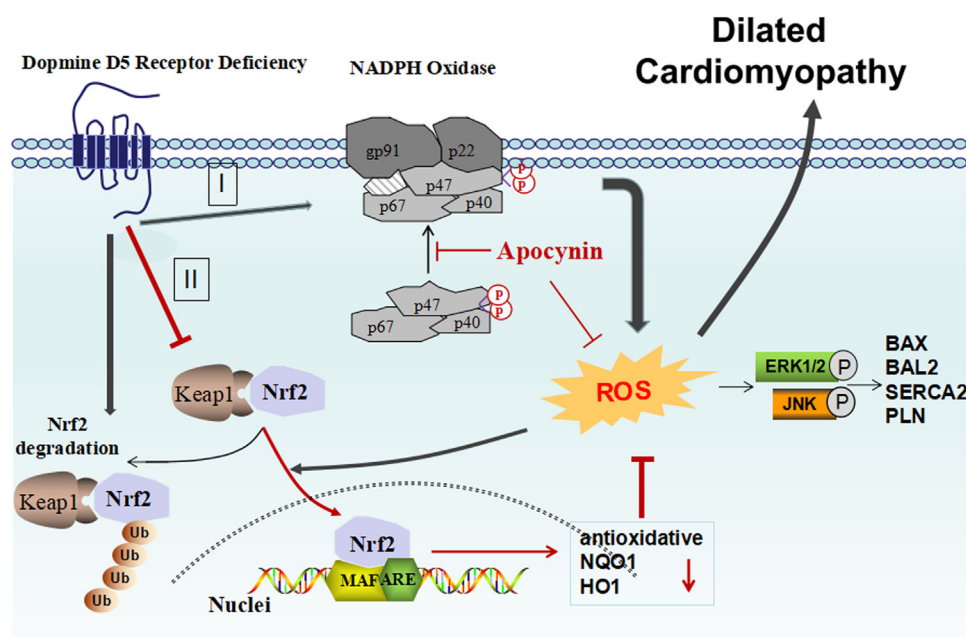 Dilated
Cardiomyopathy
Dopmine D5 Receptor Deficiency
NADPH Oxidase
gp91
p22
p47
p67
p40
P
P
I
II
Apocynin
p47
p67
p40
P
P
Keap1
Nrf2
ROS
ERK1/2
P
JNK
P
BAX
BAL2
SERCA2
PLN
Nrf2
degradation
Keap1
Nrf2
Ub
Ub
Ub
Ub
Nrf2
MAF
ARE
Nuclei
antioxidative
NQO1
HO1